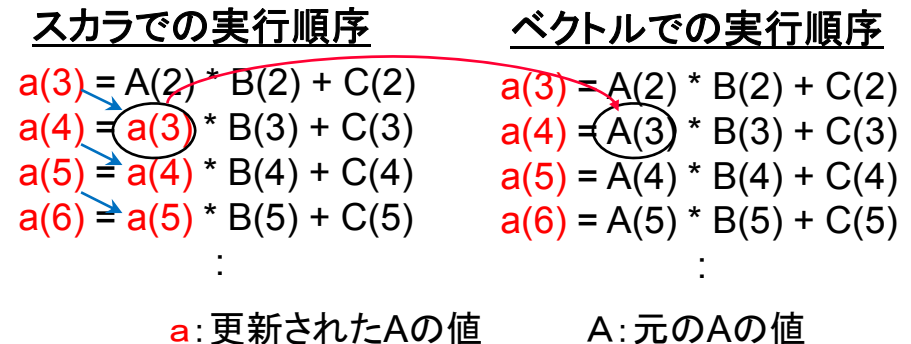 スカラでの実行順序
a(3) = A(2) * B(2) + C(2)
a(4) = a(3) * B(3) + C(3)
a(5) = a(4) * B(4) + C(4)
a(6) = a(5) * B(5) + C(5)
:
ベクトルでの実行順序
a(3) = A(2) * B(2) + C(2)
a(4) = A(3) * B(3) + C(3)
a(5) = A(4) * B(4) + C(4)
a(6) = A(5) * B(5) + C(5)
:
a:更新されたAの値
A:元のAの値